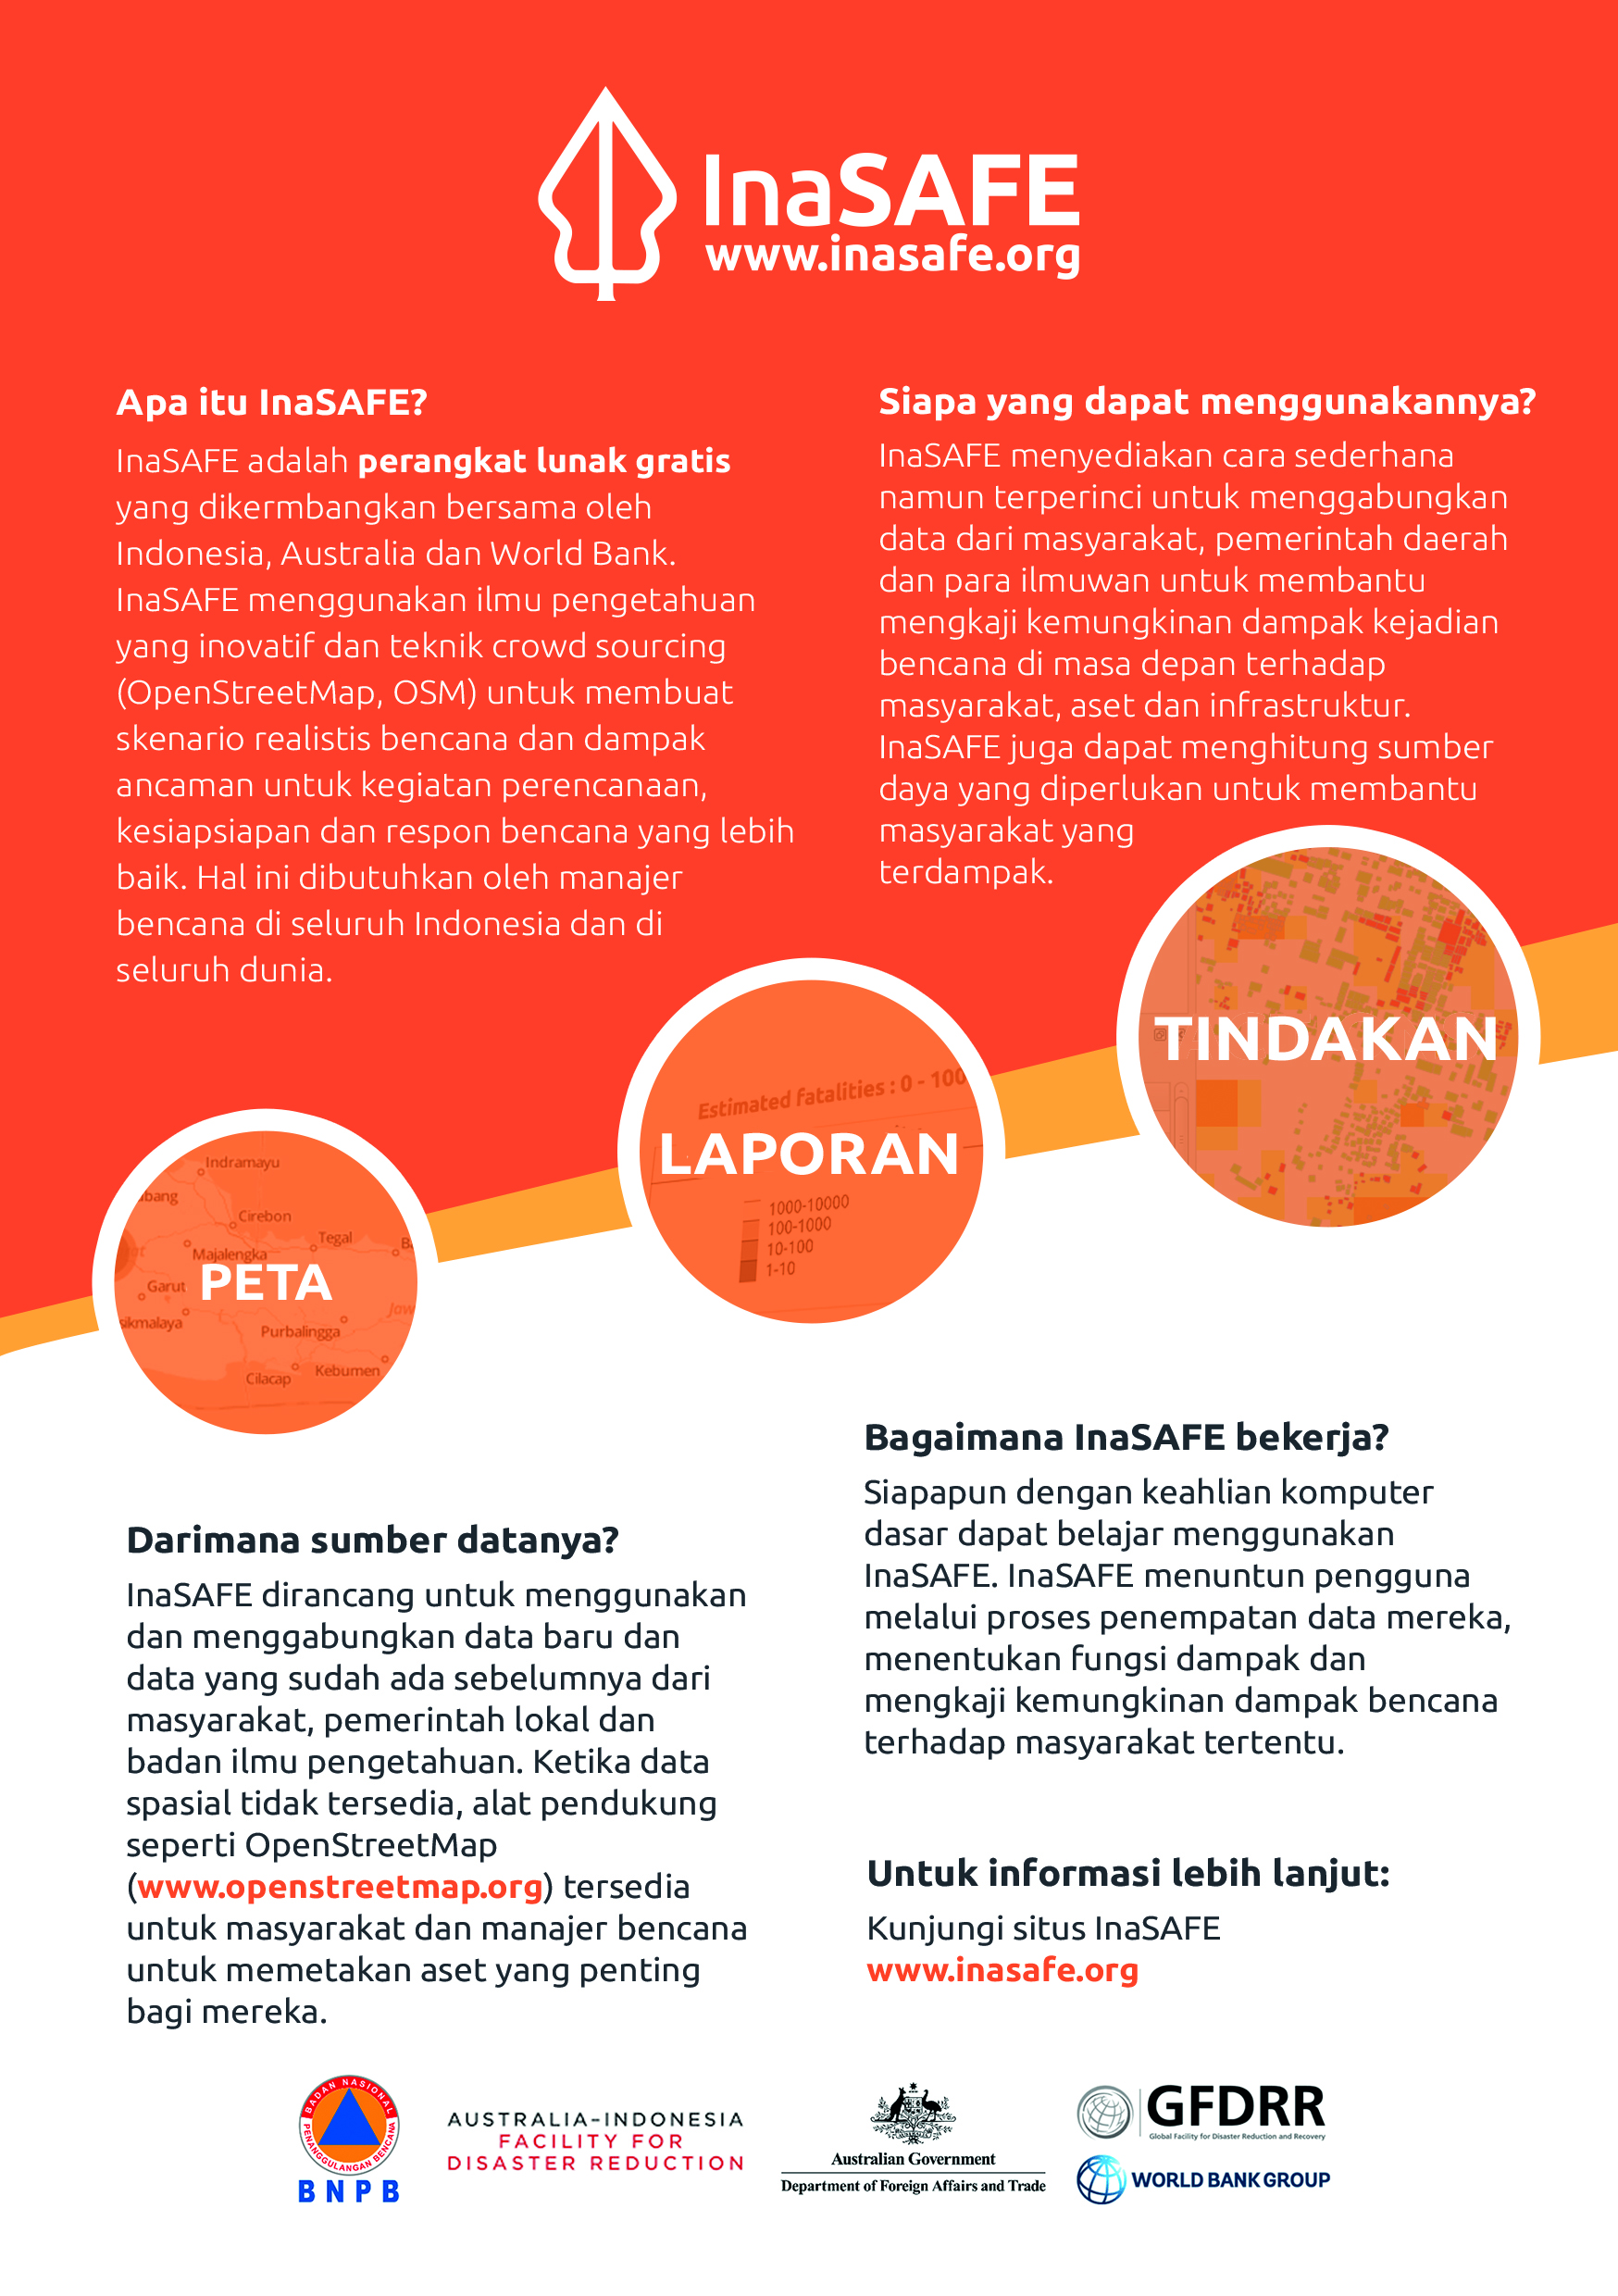 InaSAFE
www.inasafe.org
Apa itu InaSAFE?
InaSAFE adalah perangkat lunak gratis
yang dikermbangkan bersama oleh
Indonesia, Australia dan World Bank.
InaSAFE menggunakan ilmu pengetahuan
yang inovatif dan teknik crowd sourcing
(OpenStreetMap, OSM) untuk membuat
skenario realistis bencana dan dampak
ancaman untuk kegiatan perencanaan,
kesiapsiapan dan respon bencana yang lebih
baik. Hal ini dibutuhkan oleh manajer
bencana di seluruh Indonesia dan di
seluruh dunia.
Siapa yang dapat menggunakannya?
InaSAFE menyediakan cara sederhana
namun terperinci untuk menggabungkan
data dari masyarakat, pemerintah daerah
dan para ilmuwan untuk membantu
mengkaji kemungkinan dampak kejadian
bencana di masa depan terhadap
masyarakat, aset dan infrastruktur.
InaSAFE juga dapat menghitung sumber
daya yang diperlukan untuk membantu
masyarakat yang
terdampak.
Indramayu
bang
Cirebon
Tegal
Majalengka
PETA
Garut
sikmalaya
Jaw
Purbalingga
Kebumen
Cilacap
Estimated fatalities : 0 - 100
LAPORAN
1000-10000
100-1000
10-100
1-10
TINDAKAN
Darimana sumber datanya?
InaSAFE dirancang untuk menggunakan
dan menggabungkan data baru dan
data yang sudah ada sebelumnya dari
masyarakat, pemerintah lokal dan
badan ilmu pengetahuan. Ketika data
spasial tidak tersedia, alat pendukung
seperti OpenStreetMap
(www.openstreetmap.org) tersedia
untuk masyarakat dan manajer bencana
untuk memetakan aset yang penting
bagi mereka.
Bagaimana InaSAFE bekerja?
Siapapun dengan keahlian komputer
dasar dapat belajar menggunakan
InaSAFE. InaSAFE menuntun pengguna
melalui proses penempatan data mereka,
menentukan fungsi dampak dan
mengkaji kemungkinan dampak bencana
terhadap masyarakat tertentu.
Untuk informasi lebih lanjut:
Kunjungi situs InaSAFE
www.inasafe.org
BADAN NASIONAL
PENANGGULANGAN BENCANA
BNPB
AUSTRALIA-INDONESIA
FACILITY FOR
DISASTER REDUCTION
Australian Government
Department of Foreign Affairs and Trade
GFDRR
Global Facility for Disaster Reduction and Recovery
WORLD BANK GROUP